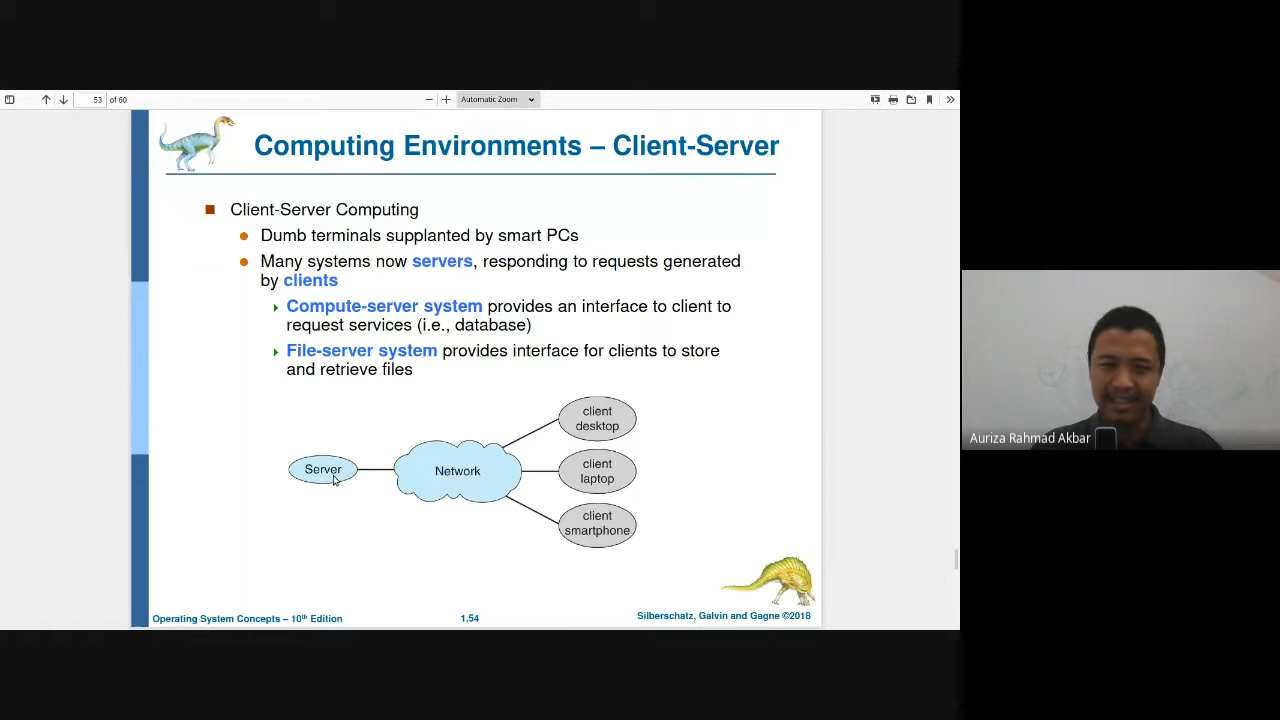 53 of 60
Automatic Zoom
Computing Environments – Client-Server
Client-Server Computing
Dumb terminals supplanted by smart PCs
Many systems now servers, responding to requests generated
by clients
Compute-server system provides an interface to client to
request services (i.e., database)
File-server system provides interface for clients to store
and retrieve files
Server
Network
client
desktop
client
laptop
client
smartphone
Operating System Concepts – 10th Edition
1.54
Silberschatz, Galvin and Gagne ©2018
Auriza Rahmad Akbar